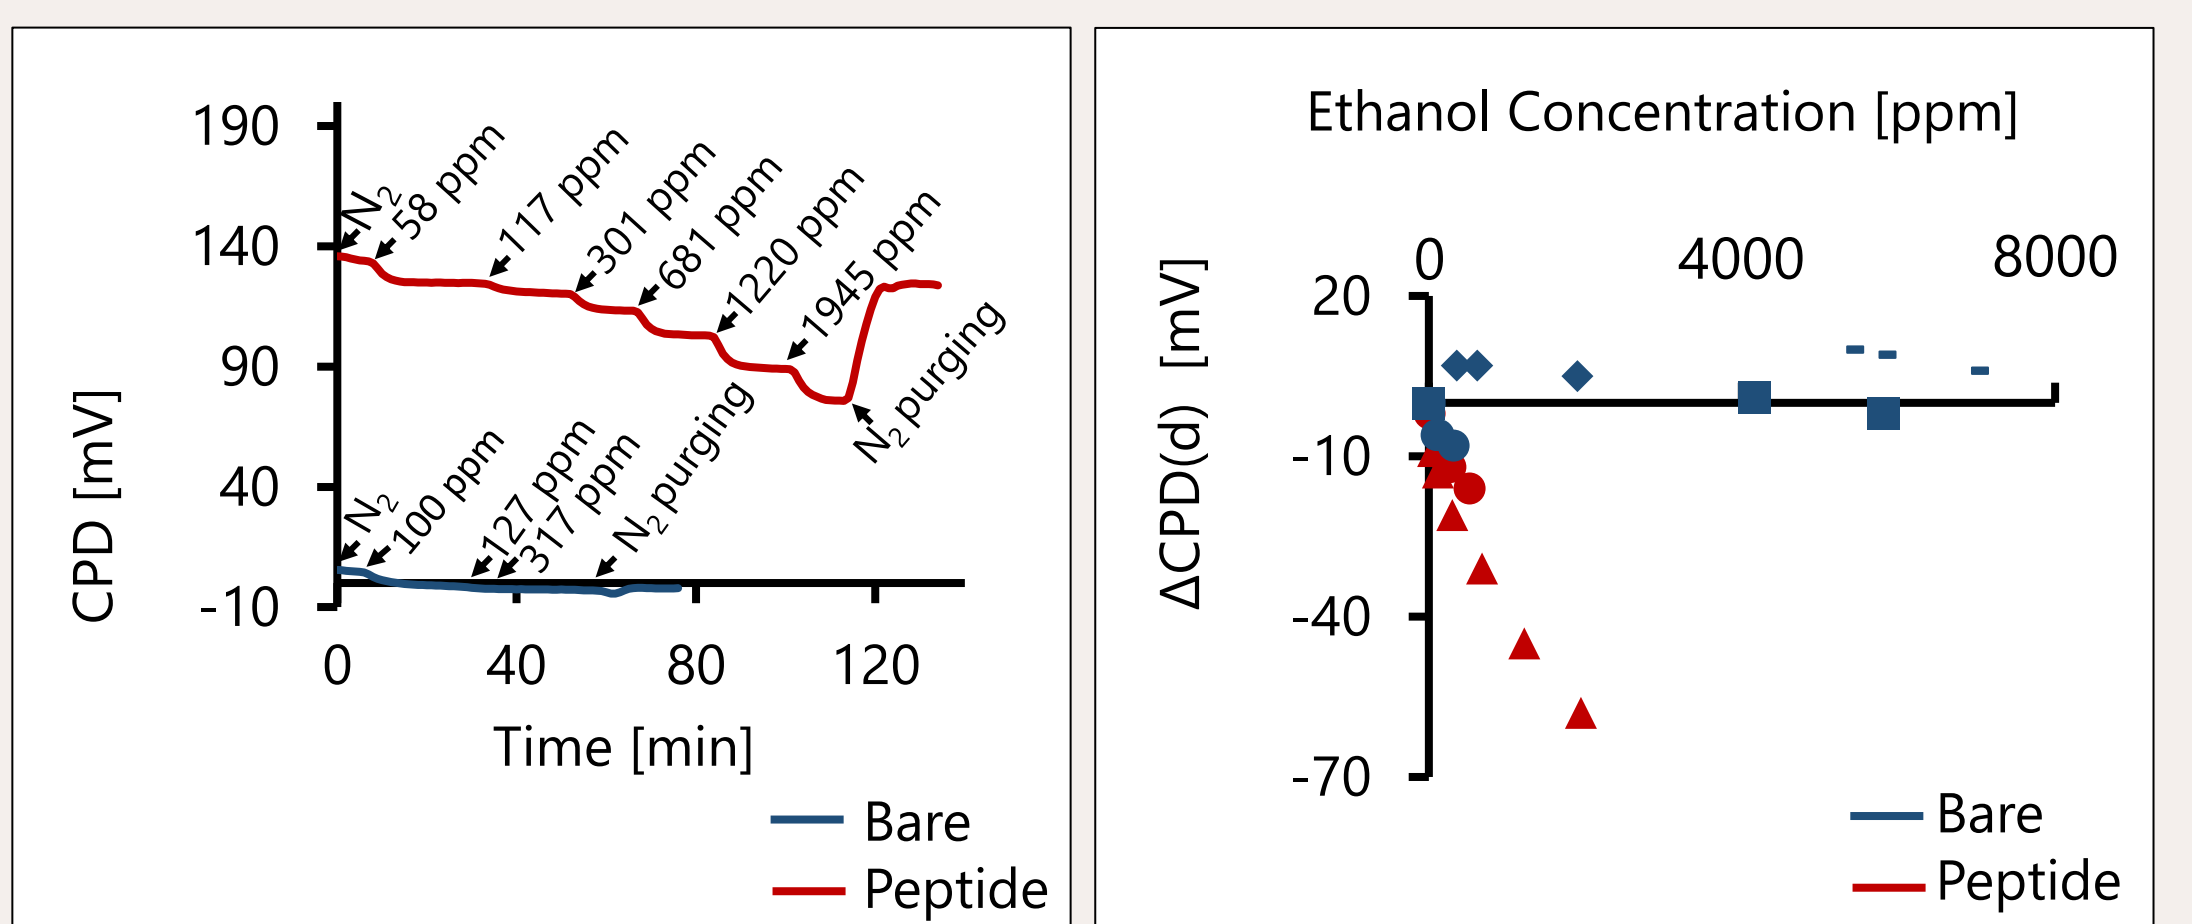 190
140
90
40
-10
CPD [mV]
N2
58 ppm
117 ppm
301 ppm
681 ppm
1220 ppm
1945 ppm
N2 purging
N2
100 ppm
127 ppm
317 ppm
N2 purging
0 40 80 120
Time [min]
Bare
Peptide
Ethanol Concentration [ppm]
0 4000 8000
20
-10
-40
-70
ΔCPD(d) [mV]
Bare
Peptide